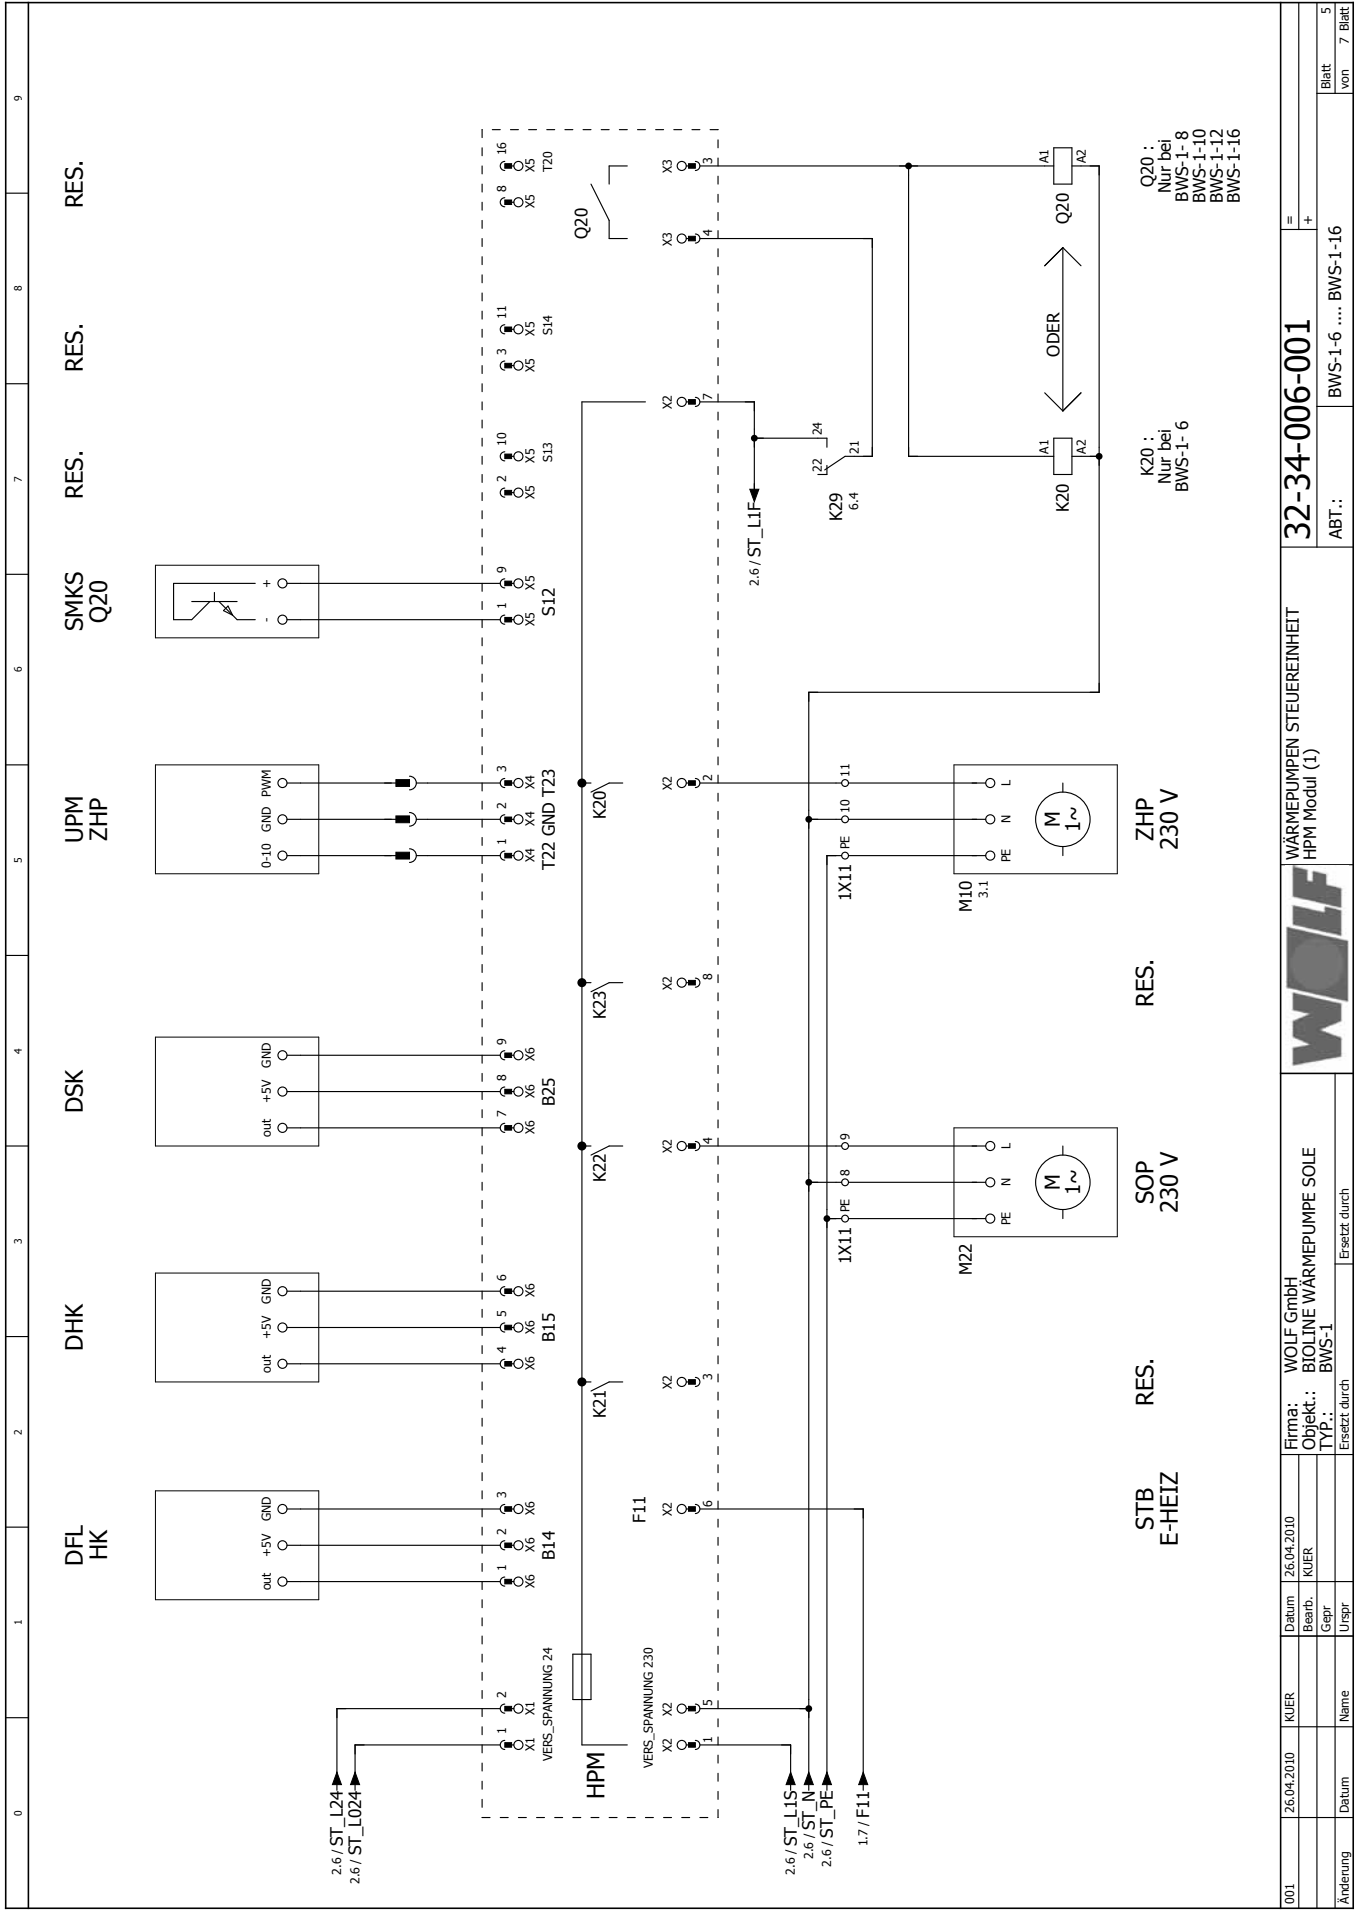 0 1 2 3 4 5 6 7 8 9
DFL
HK
DHK
DSK
UPM
ZHP
SMKS
Q20
RES.
RES.
RES.
out +5V GND
out +5V GND
out +5V GND
0-10 GND PWM
- +
2.6 / ST_L24
2.6 / ST_L024
1 2
X1 X1
VERS_SPANNUNG 24
1 2 3
X6 X6 X6
B14
4 5 6
X6 X6 X6
B15
7 8 9
X6 X6 X6
B25
1 2 3
X4 X4 X4
T22 GND T23
1 9
X5 X5
S12
2 10
X5 X5
S13
3 11
X5 X5
S14
8 16
X5 X5
T20
HPM
K21
K22
K23
K20
Q20
VERS_SPANNUNG 230
F11
X2 X2 X2 X2 X2 X2 X2 X2 X3 X3
1 5 6 3 4 8 2 7 4 3
2.6 / ST_L1S
2.6 / ST_N
2.6 / ST_PE
1.7 / F11
2.6 / ST_L1F
K29
6.4
22 24
21
1X11 PE 8 9
1X11 PE 10 11
M22
PE N L
M
1~
M10
3.1
PE N L
M
1~
K20
A1
A2
ODER
Q20
A1
A2
STB
E-HEIZ
RES.
SOP
230 V
RES.
ZHP
230 V
K20 :
Nur bei
BWS-1- 6
Q20 :
Nur bei
BWS-1- 8
BWS-1-10
BWS-1-12
BWS-1-16
001 26.04.2010 KUER
Änderung Datum Name
Datum 26.04.2010
Bearb. KUER
Gepr
Urspr
Firma: WOLF GmbH
Objekt.: BIOLINE WÄRMEPUMPE SOLE
TYP.: BWS-1
Ersetzt durch Ersetzt durch
WOLF
WÄRMEPUMPEN STEUEREINHEIT
HPM Modul (1)
32-34-006-001
=
+
ABT.: BWS-1-6 .... BWS-1-16
Blatt 5
von 7 Blatt